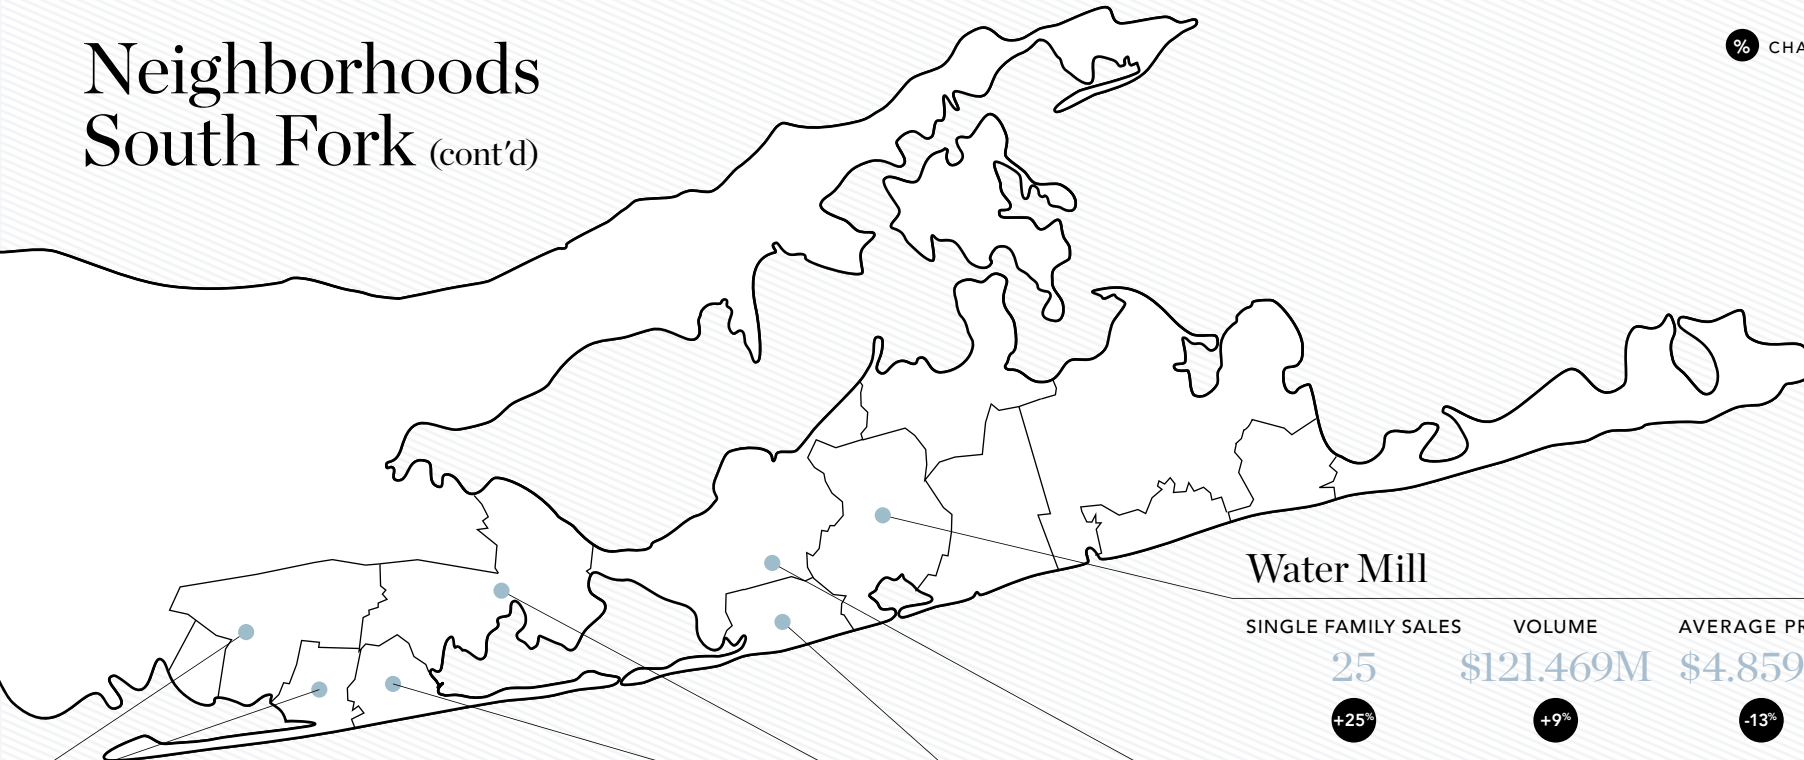 Neighborhoods
South Fork (cont'd)
% CHA
Water Mill
SINGLE FAMILY SALES VOLUME AVERAGE PR
25 $121.469M $4.859
+25% +9% -13%